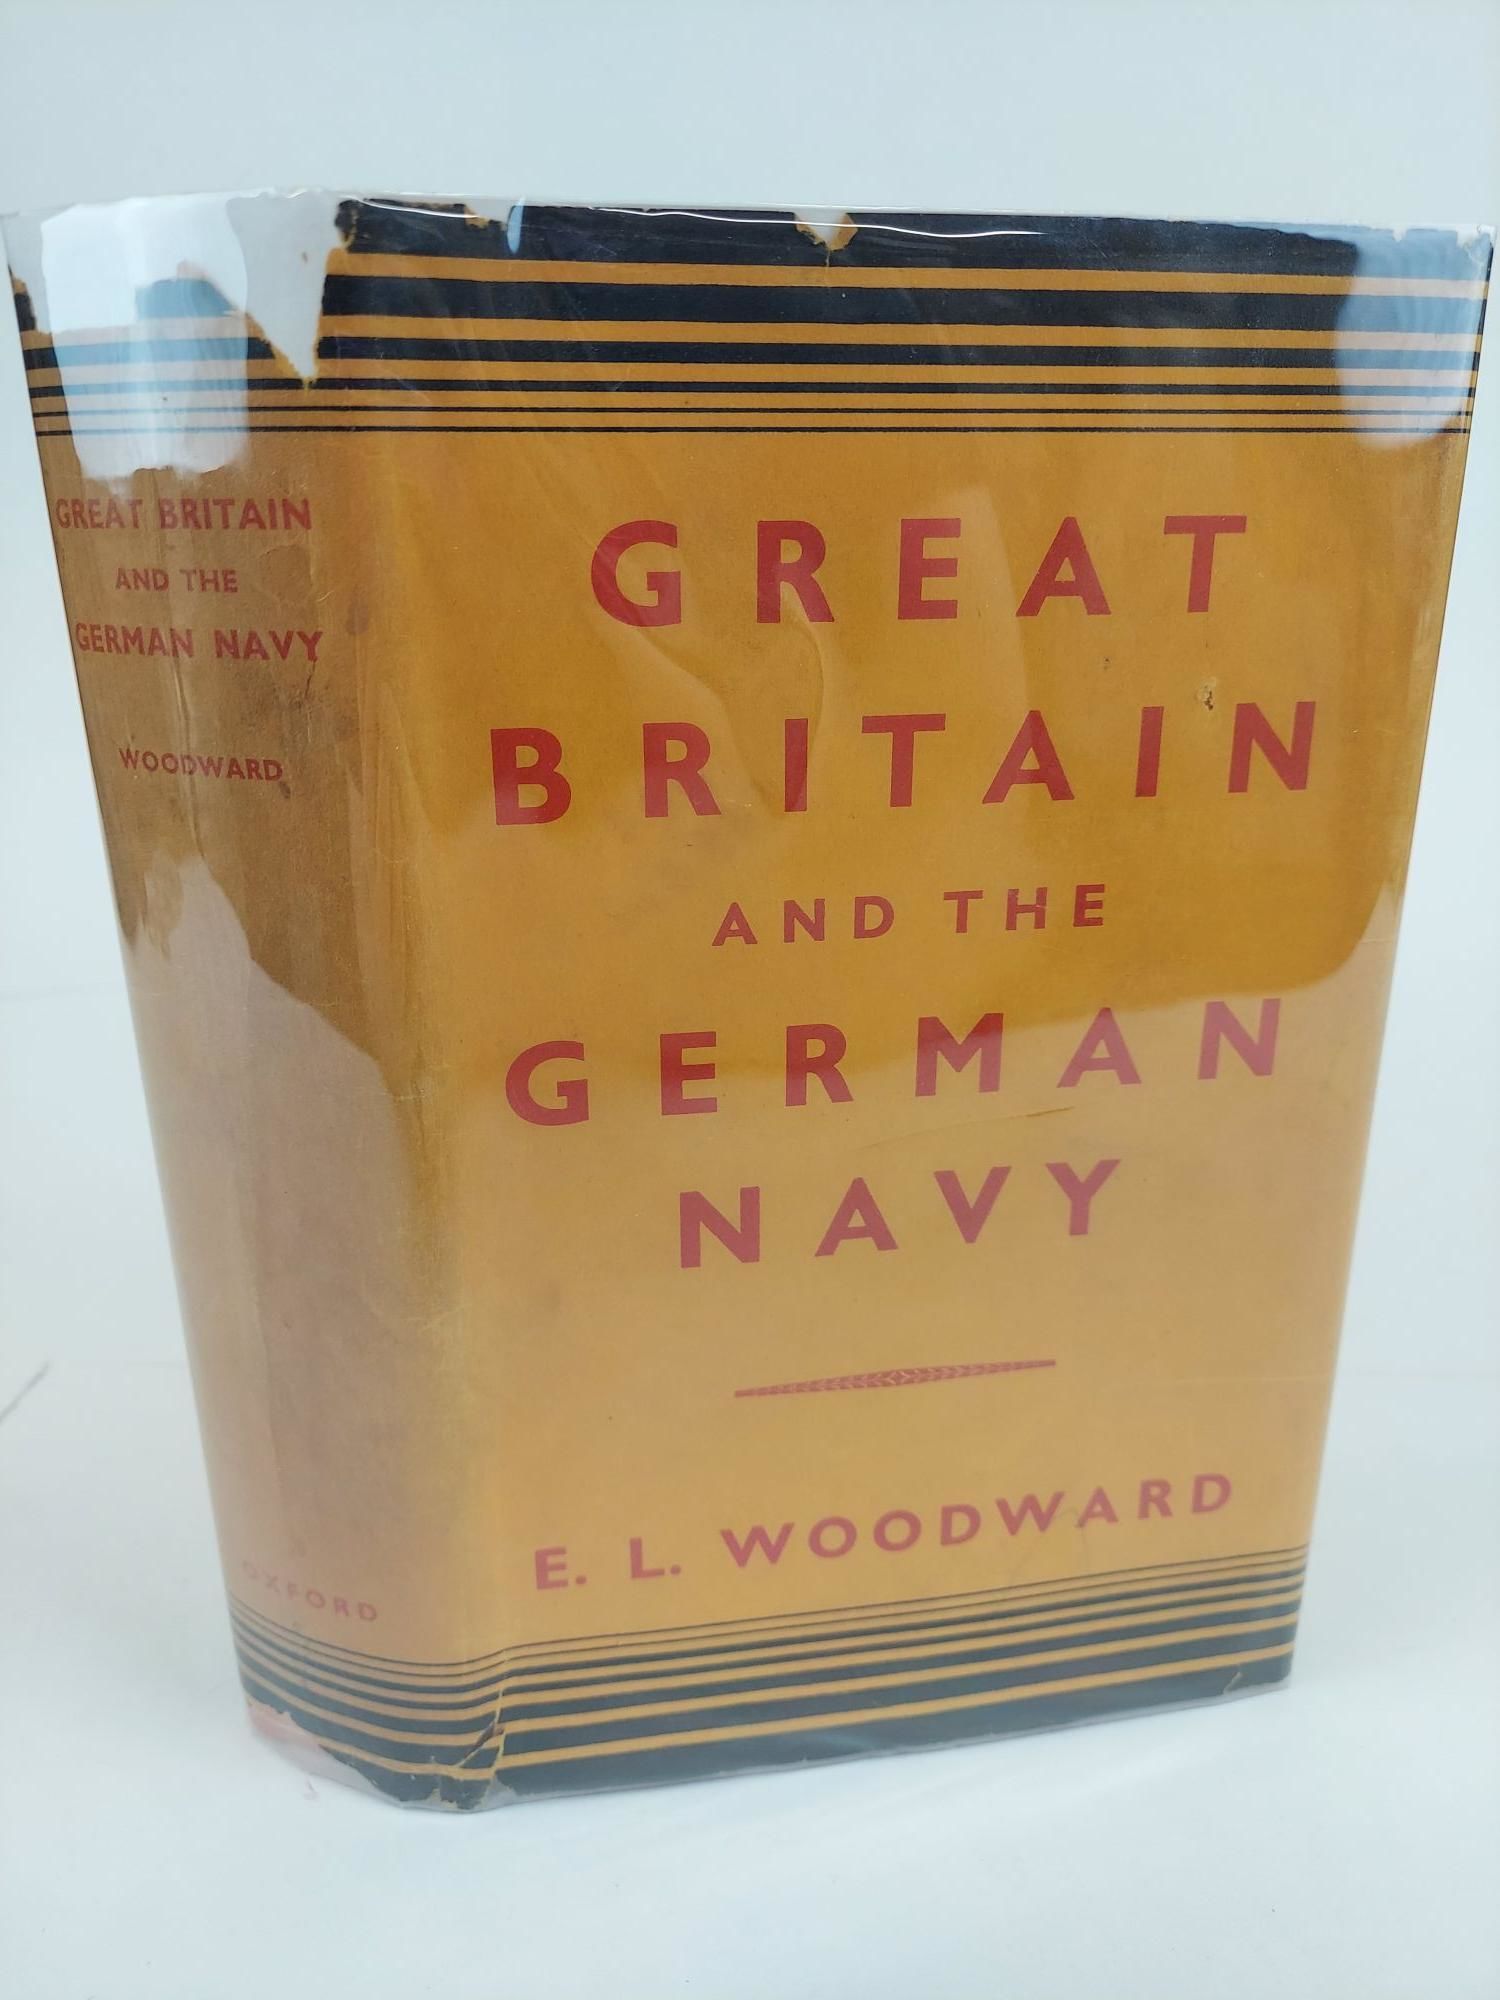 GREAT BRITAIN
AND THE
GERMAN NAVY
WOODWARD
OXFORD
GREAT
BRITAIN
AND THE
GERMAN
NAVY
E. L. WOODWARD